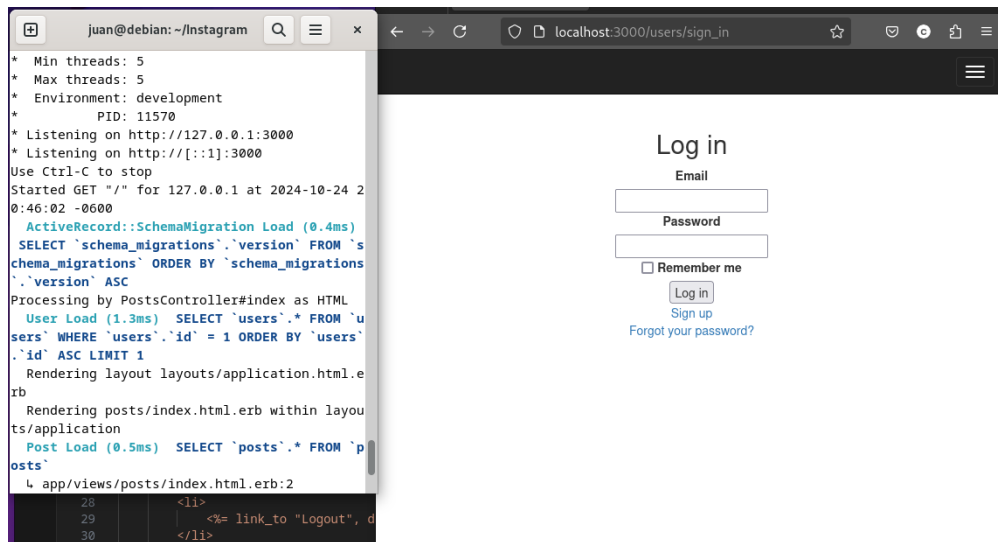 juan@debian: ~/Instagram
*  Min threads: 5
*  Max threads: 5
*  Environment: development
*          PID: 11570
* Listening on http://127.0.0.1:3000
* Listening on http://[::1]:3000
Use Ctrl-C to stop
Started GET "/" for 127.0.0.1 at 2024-10-24 2
0:46:02 -0600
  ActiveRecord::SchemaMigration Load (0.4ms)
 SELECT `schema_migrations`.`version` FROM `s
chema_migrations` ORDER BY `schema_migrations
`.`version` ASC
Processing by PostsController#index as HTML
  User Load (1.3ms)  SELECT `users`.* FROM `u
sers` WHERE `users`.`id` = 1 ORDER BY `users`
.`id` ASC LIMIT 1
  Rendering layout layouts/application.html.e
rb
  Rendering posts/index.html.erb within layou
ts/application
  Post Load (0.5ms)  SELECT `posts`.* FROM `p
osts`
  ↳ app/views/posts/index.html.erb:2
28 <li>
29 <%= link_to "Logout", d
30 </li>
localhost:3000/users/sign_in
Log in
Email
Password
Remember me
Log in
Sign up
Forgot your password?